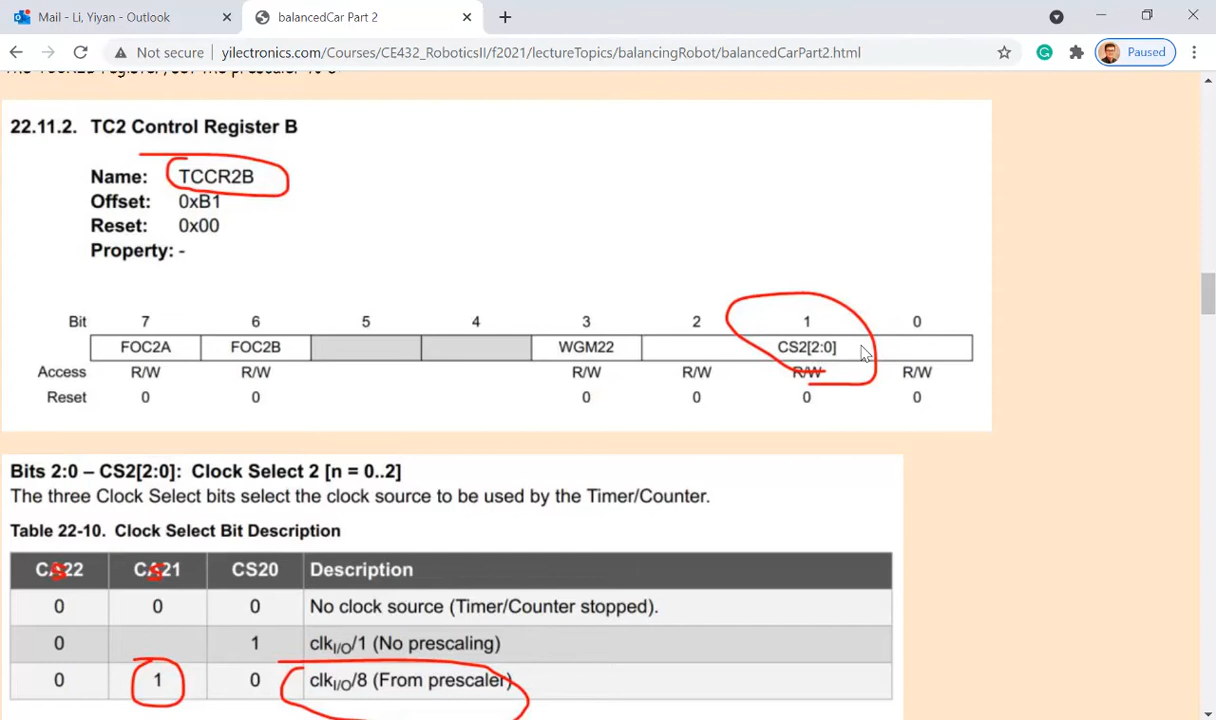 Mail - Li, Yiyan - Outlook
balancedCar Part 2
Not secure
yilectronics.com/Courses/CE432_RoboticsII/f2021/lectureTopics/balancingRobot/balancedCarPart2.html
Paused
22.11.2. TC2 Control Register B
Name: TCCR2B
Offset: 0xB1
Reset: 0x00
Property: -
Bit 7 6 5 4 3 2 1 0
FOC2A FOC2B WGM22 CS2[2:0]
Access R/W R/W R/W R/W R/W R/W
Reset 0 0 0 0 0 0
Bits 2:0 – CS2[2:0]: Clock Select 2 [n = 0..2]
The three Clock Select bits select the clock source to be used by the Timer/Counter.
Table 22-10. Clock Select Bit Description
CS22 CS21 CS20 Description
0 0 0 No clock source (Timer/Counter stopped).
0 1 clkI/O/1 (No prescaling)
0 1 0 clkI/O/8 (From prescaler)